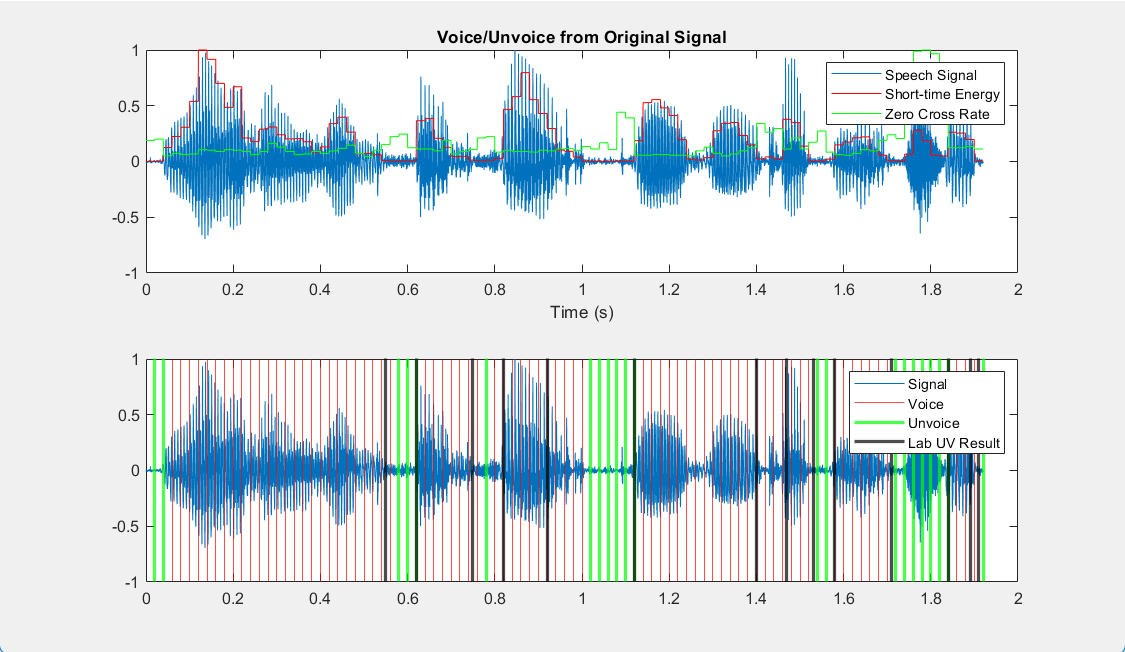 Voice/Unvoice from Original Signal
1
0.5
0
-0.5
-1
Speech Signal
Short-time Energy
Zero Cross Rate
0 0.2 0.4 0.6 0.8 1 1.2 1.4 1.6 1.8 2
Time (s)
1
0.5
0
-0.5
-1
Signal
Voice
Unvoice
Lab UV Result
0 0.2 0.4 0.6 0.8 1 1.2 1.4 1.6 1.8 2